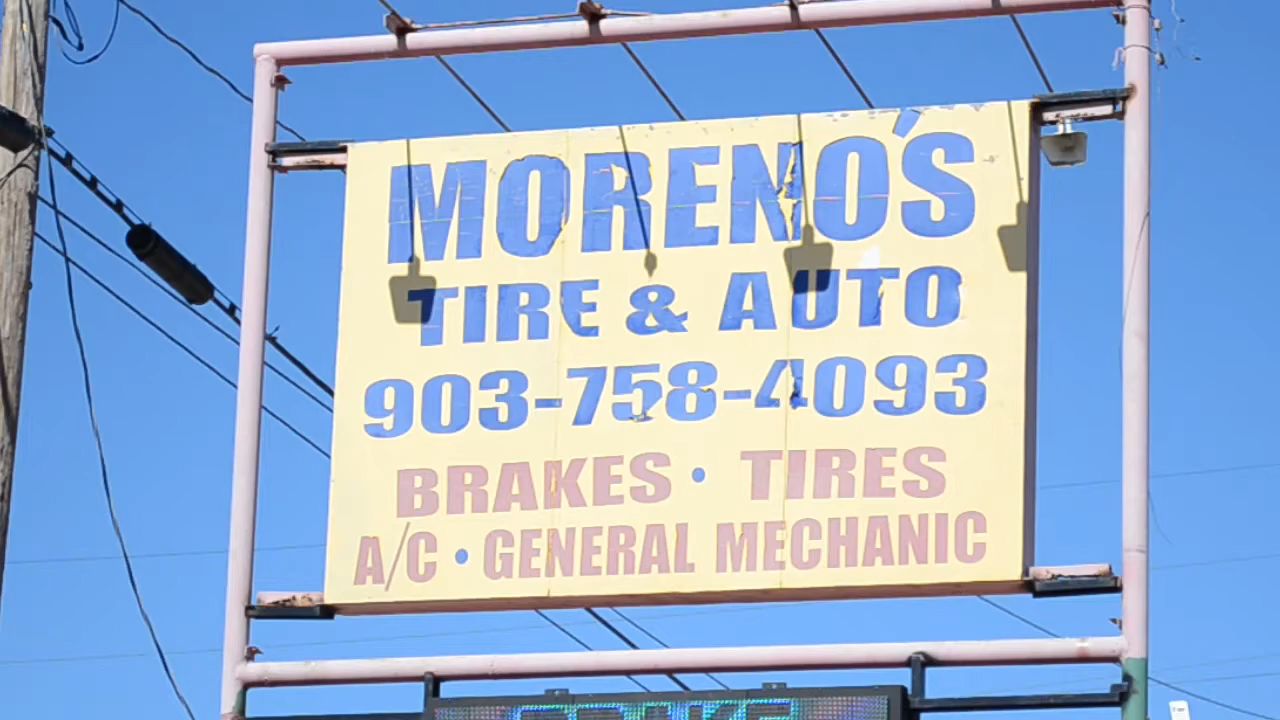 MORENO'S
TIRE & AUTO
903-758-4093
BRAKES • TIRES
A/C • GENERAL MECHANIC